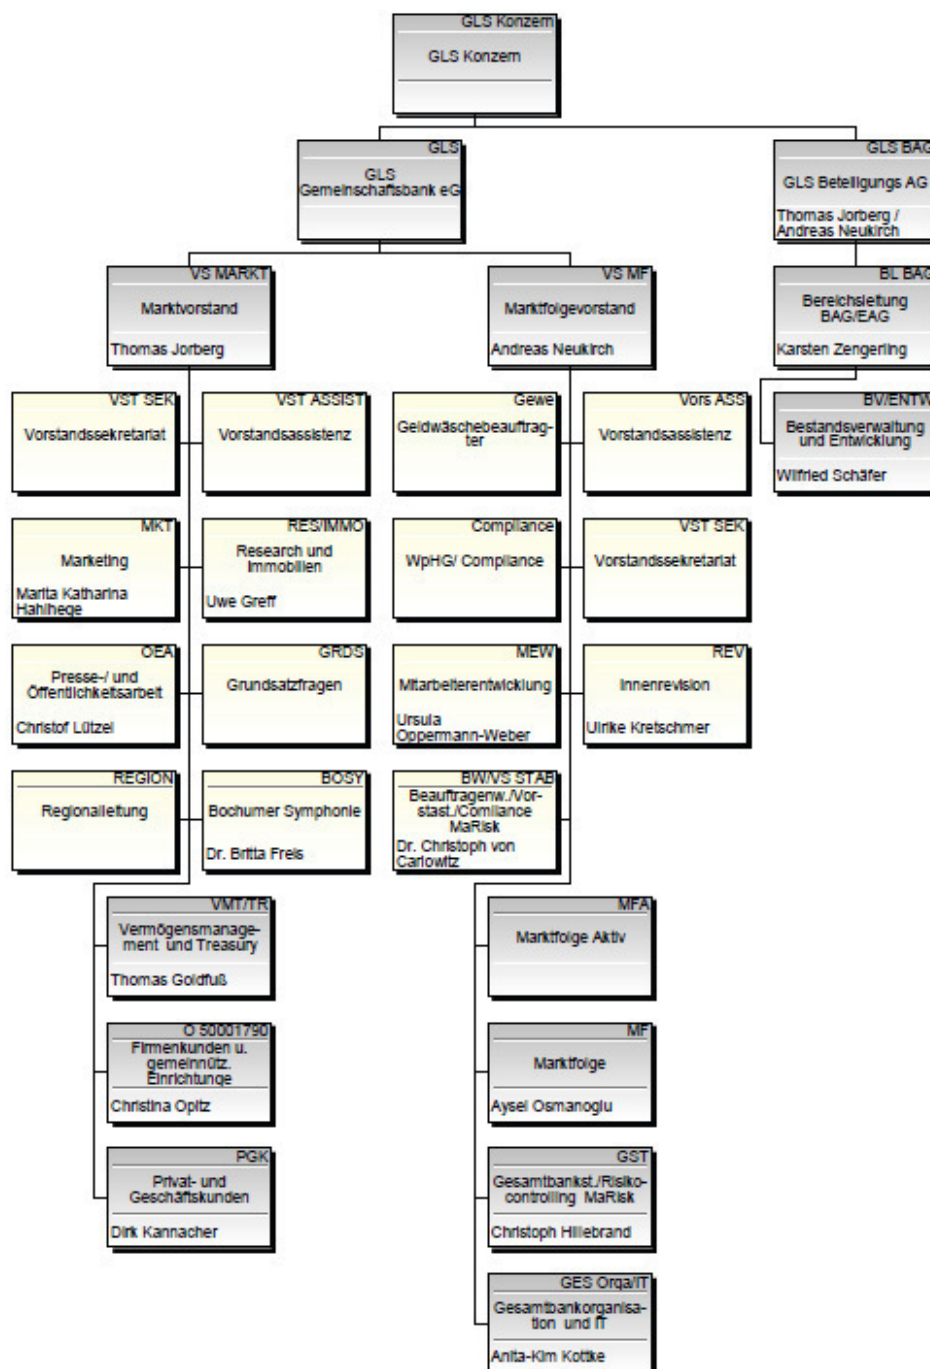 GLS Konzern
GLS Konzern
GLS
GLS
Gemeinschaftsbank eG
GLS BAG
GLS Beteiligungs AG
Thomas Jorberg /
Andreas Neukirch
VS MARKT
Marktvorstand
Thomas Jorberg
VS MF
Marktfolgevorstand
Andreas Neukirch
BL BAG
Bereichsleitung
BAG/EAG
Karsten Zengerling
VST SEK
Vorstandssekretariat
VST ASSIST
Vorstandsassistenz
Gewe
Geldwäschebeauftrag-
ter
Vors ASS
Vorstandsassistenz
BV/ENTW
Bestandsverwaltung
und Entwicklung
Wilfried Schäfer
MKT
Marketing
Marita Katharina
Hahlhege
RES/IMMO
Research und
Immobilien
Uwe Greff
Compliance
WpHG/ Compliance
VST SEK
Vorstandssekretariat
OEA
Presse-/ und
Öffentlichkeitsarbeit
Christof Lützel
GRDS
Grundsatzfragen
MEW
Mitarbeiterentwicklung
Ursula
Oppermann-Weber
REV
Innenrevision
Ulrike Kretschmer
REGION
Regionalleitung
BOSY
Bochumer Symphonie
Dr. Britta Freis
BW/VS STAB
Beauftragenw./Vor-
stast./Comliance
MaRisk
Dr. Christoph von
Carlowitz
VMT/TR
Vermögensmanage-
ment und Treasury
Thomas Goldfuß
MFA
Marktfolge Aktiv
O 50001790
Firmenkunden u.
gemeinnütz.
Einrichtunge
Christina Opitz
MF
Marktfolge
Aysel Osmanoglu
PGK
Privat- und
Geschäftskunden
Dirk Kannacher
GST
Gesamtbankst./Risiko-
controlling MaRisk
Christoph Hillebrand
GES Orga/IT
Gesamtbankorganisa-
tion und IT
Anita-Kim Kottke